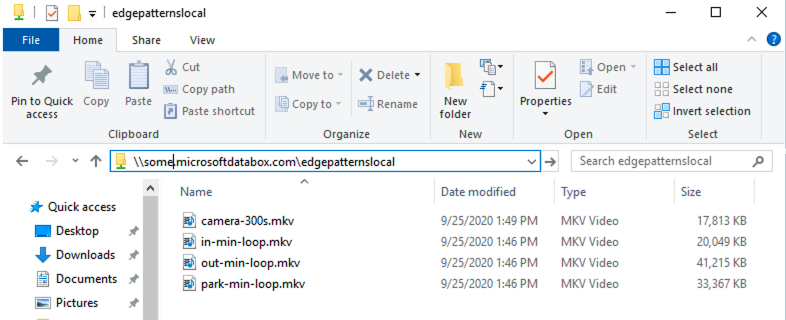 edgepatternslocal
File Home Share View
Pin to Quick access
Copy
Paste
Cut
Copy path
Paste shortcut
Clipboard
Move to
Copy to
Delete
Rename
Organize
New folder
New
Properties
Open
Edit
Open
Select all
Select none
Invert selection
Select
\\some.microsoftdatabox.com\edgepatternslocal
Search edgepatternslocal
Quick access
Desktop
Downloads
Documents
Pictures
Name Date modified Type Size
camera-300s.mkv 9/25/2020 1:49 PM MKV Video 17,813 KB
in-min-loop.mkv 9/25/2020 1:46 PM MKV Video 20,049 KB
out-min-loop.mkv 9/25/2020 1:46 PM MKV Video 41,215 KB
park-min-loop.mkv 9/25/2020 1:46 PM MKV Video 33,367 KB